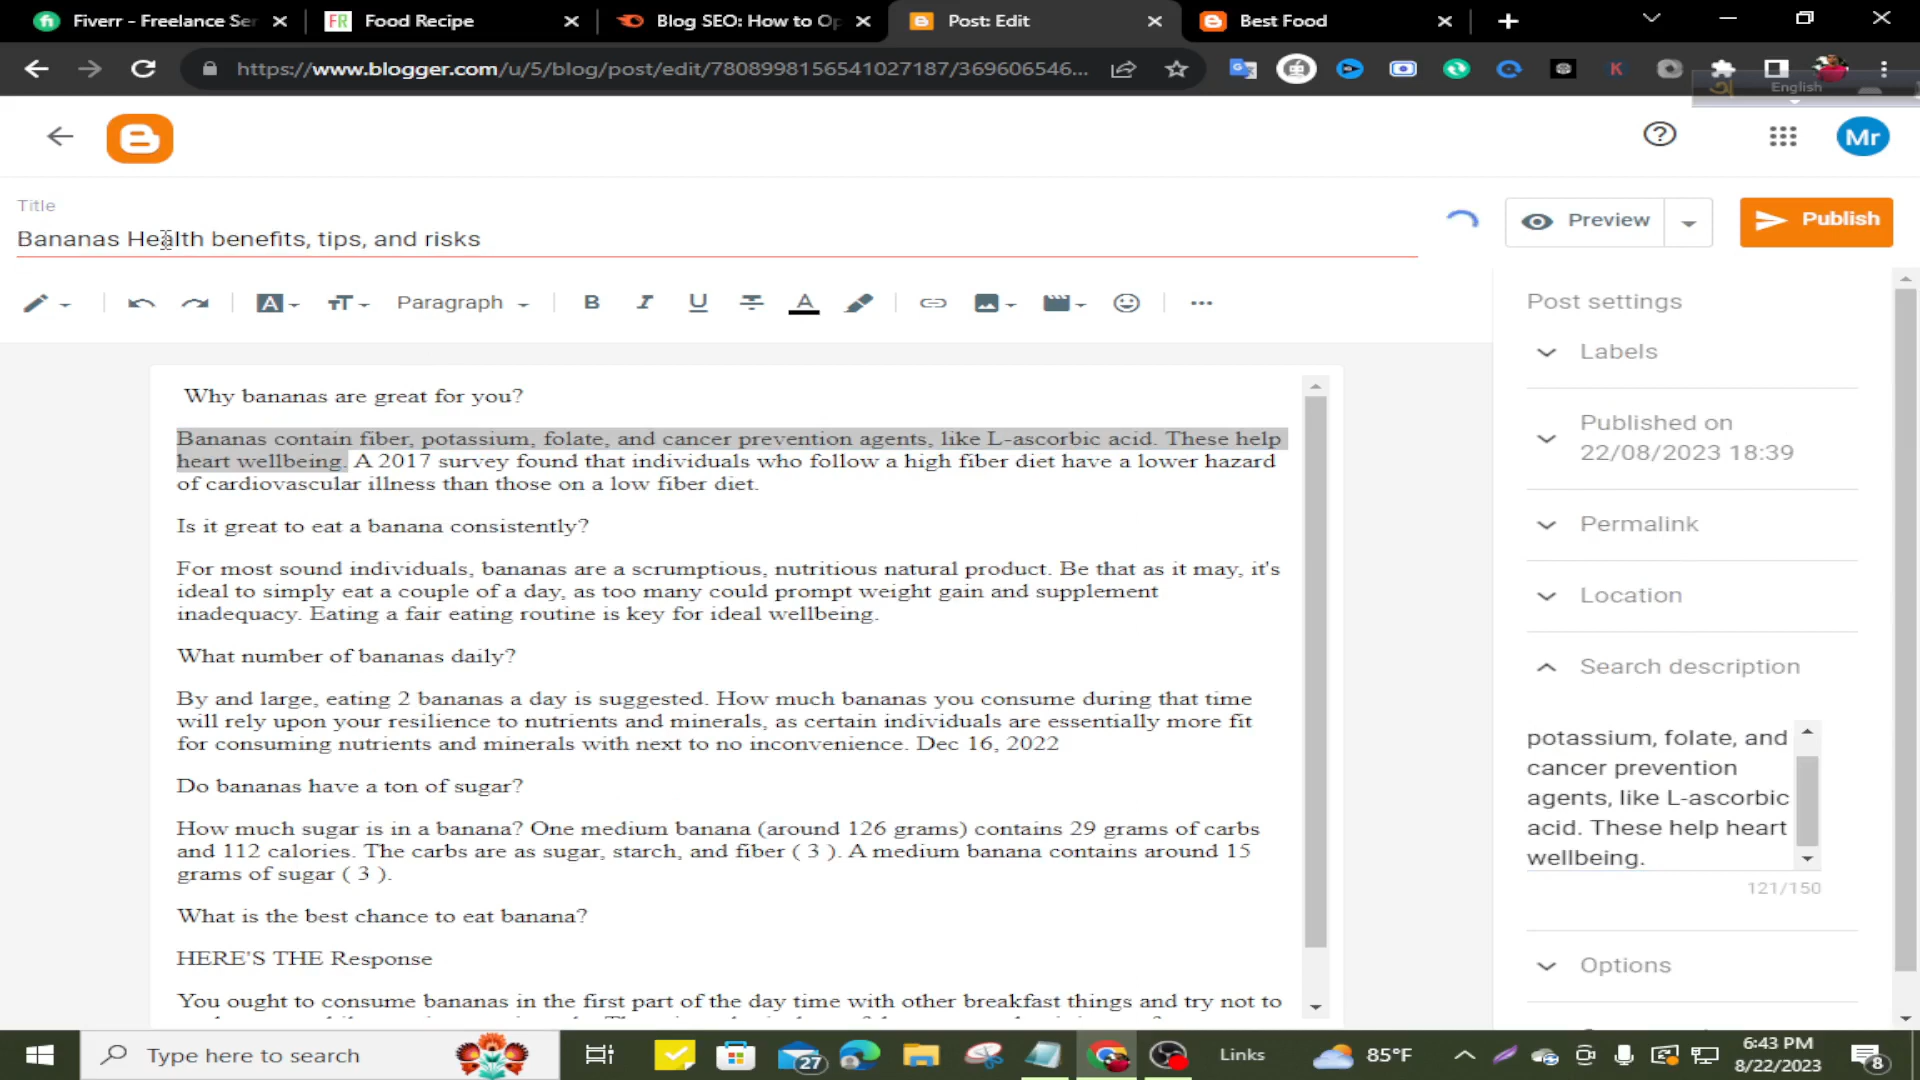 Fiverr - Freelance Ser
FR Food Recipe
Blog SEO: How to Op
Post: Edit
Best Food
https://www.blogger.com/u/5/blog/post/edit/7808998156541027187/369606546...
K
English
Mr
Title
Bananas Health benefits, tips, and risks
Preview
Publish
Paragraph
Post settings
Labels
Published on
22/08/2023 18:39
Permalink
Location
Search description
potassium, folate, and
cancer prevention
agents, like L-ascorbic
acid. These help heart
wellbeing.
121/150
Options
Why bananas are great for you?
Bananas contain fiber, potassium, folate, and cancer prevention agents, like L-ascorbic acid. These help
heart wellbeing. A 2017 survey found that individuals who follow a high fiber diet have a lower hazard
of cardiovascular illness than those on a low fiber diet.
Is it great to eat a banana consistently?
For most sound individuals, bananas are a scrumptious, nutritious natural product. Be that as it may, it's
ideal to simply eat a couple of a day, as too many could prompt weight gain and supplement
inadequacy. Eating a fair eating routine is key for ideal wellbeing.
What number of bananas daily?
By and large, eating 2 bananas a day is suggested. How much bananas you consume during that time
will rely upon your resilience to nutrients and minerals, as certain individuals are essentially more fit
for consuming nutrients and minerals with next to no inconvenience. Dec 16, 2022
Do bananas have a ton of sugar?
How much sugar is in a banana? One medium banana (around 126 grams) contains 29 grams of carbs
and 112 calories. The carbs are as sugar, starch, and fiber ( 3 ). A medium banana contains around 15
grams of sugar ( 3 ).
What is the best chance to eat banana?
HERE'S THE Response
You ought to consume bananas in the first part of the day time with other breakfast things and try not to
Type here to search
27
Links
85°F
6:43 PM
8/22/2023
8